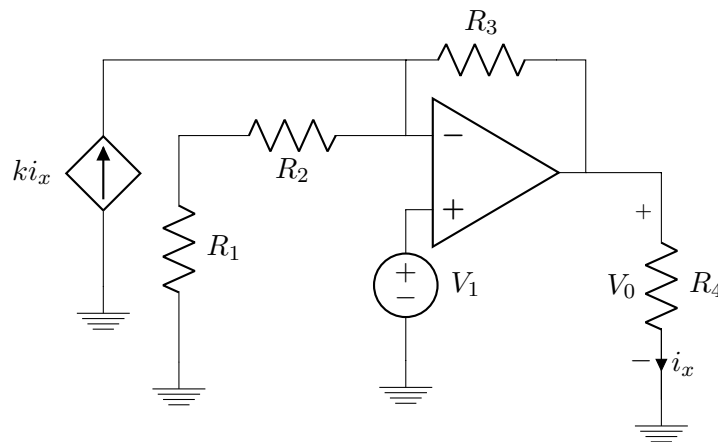 R₃
−
R₂
kiₓ
R₁
+
+
+
−
V₁
V₀
R₄
−
iₓ